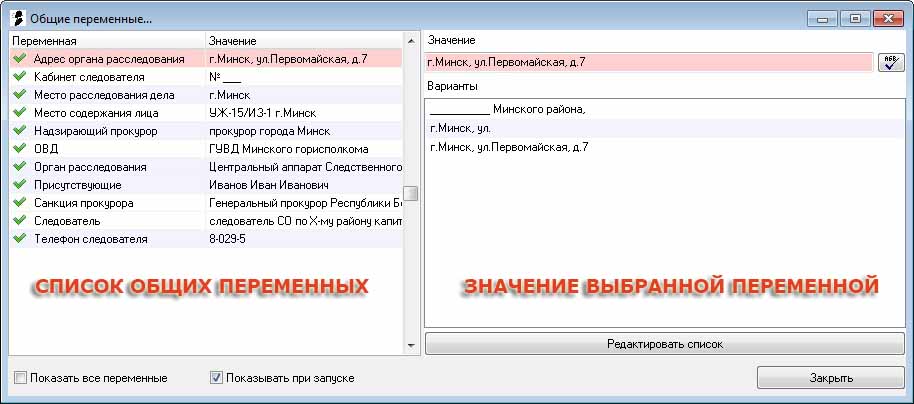 Общие переменные...
Переменная Значение
Адрес органа расследования г.Минск, ул.Первомайская, д.7
Кабинет следователя № ___
Место расследования дела г.Минск
Место содержания лица УЖ-15/ИЗ-1 г.Минск
Надзирающий прокурор прокурор города Минск
ОВД ГУВД Минского горисполкома
Орган расследования Центральный аппарат Следственного
Присутствующие Иванов Иван Иванович
Санкция прокурора Генеральный прокурор Республики Бе
Следователь следователь СО по Х-му району капит
Телефон следователя 8-029-5
СПИСОК ОБЩИХ ПЕРЕМЕННЫХ
Показать все переменные
Показывать при запуске
Значение
г.Минск, ул.Первомайская, д.7
АБВ
Варианты
__________ Минского района,
г.Минск, ул.
г.Минск, ул.Первомайская, д.7
ЗНАЧЕНИЕ ВЫБРАННОЙ ПЕРЕМЕННОЙ
Редактировать список
Закрыть